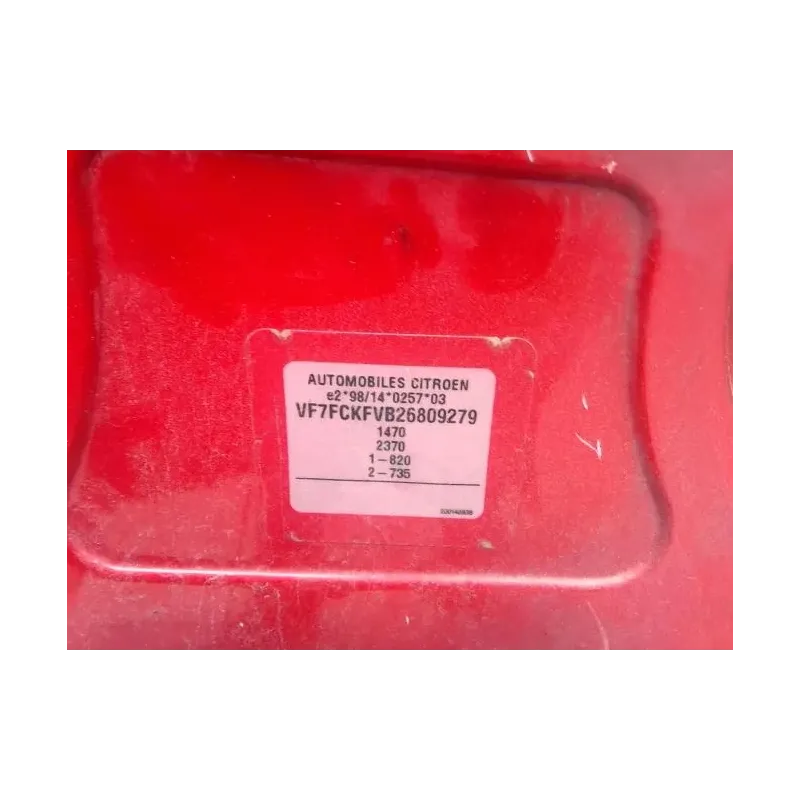 AUTOMOBILES CITROEN
e2*98/14*0257*03
VF7FCKFVB26809279
1470
2370
1-820
2-735